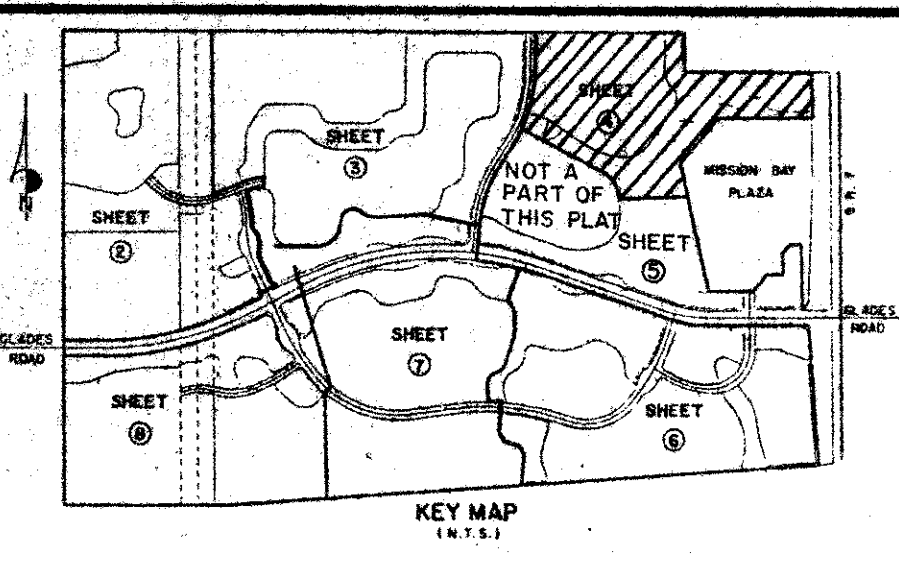 SHEET
4
SHEET
3
NOT A
PART OF
THIS PLAT
MISSION BAY
PLAZA
N
SHEET
2
SHEET
5
GLADES
ROAD
GLADES
ROAD
SHEET
7
SHEET
8
SHEET
6
KEY MAP
(N.T.S.)